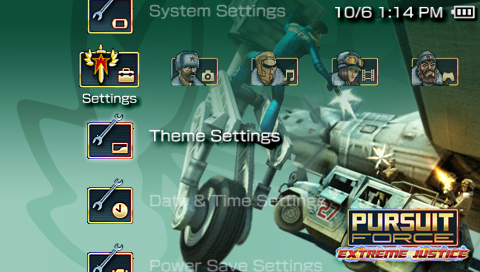 System Settings
10/6 1:14 PM
Settings
Theme Settings
Date & Time Settings
Power Save Settings
21
PURSUIT
FORCE
EXTREME JUSTICE